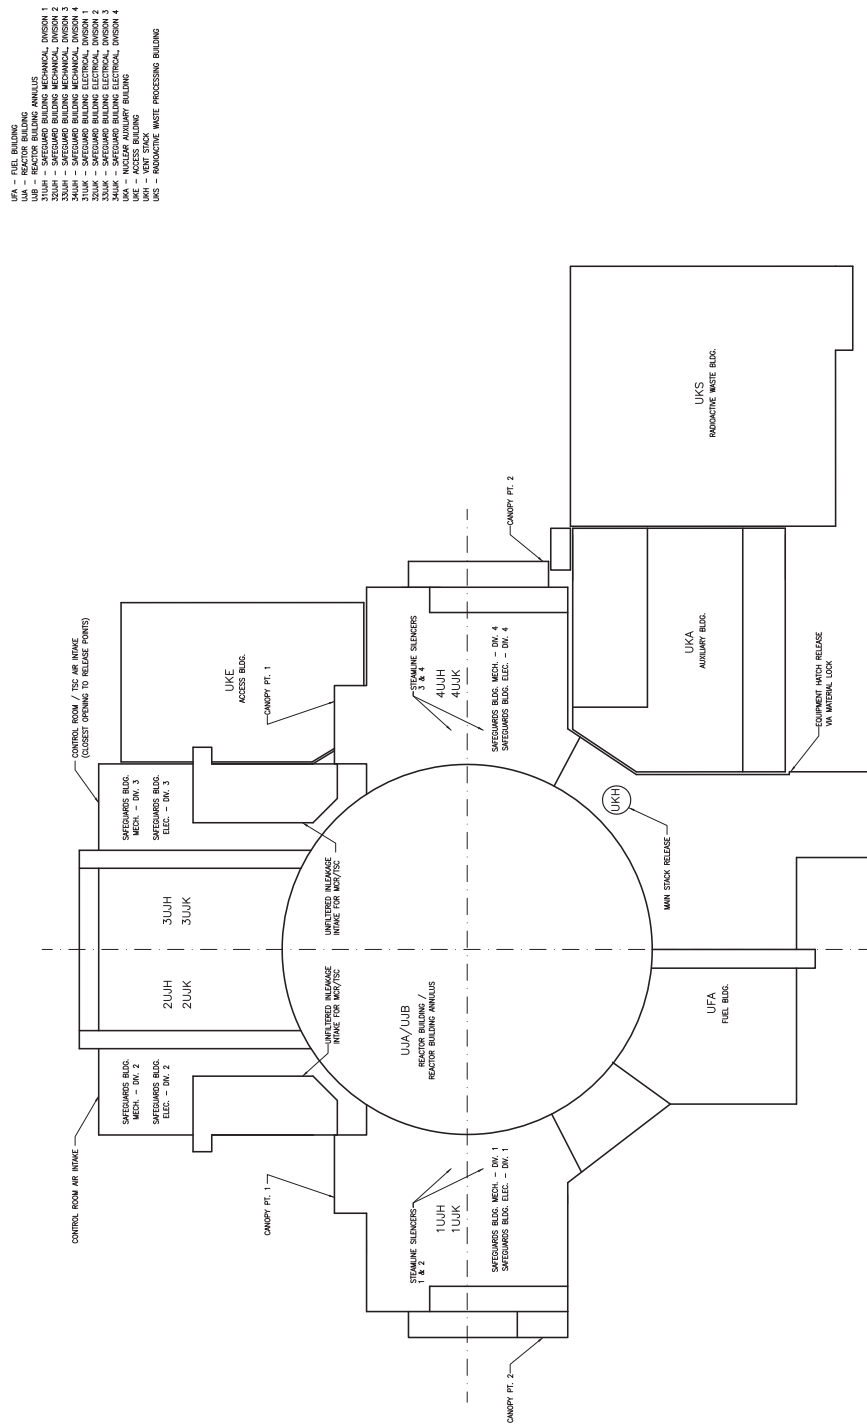 UFA – FUEL BUILDING
UJA – REACTOR BUILDING
UJB – REACTOR BUILDING ANNULUS
31UJH – SAFEGUARD BUILDING MECHANICAL, DIVISION 1
32UJH – SAFEGUARD BUILDING MECHANICAL, DIVISION 2
33UJH – SAFEGUARD BUILDING MECHANICAL, DIVISION 3
34UJH – SAFEGUARD BUILDING MECHANICAL, DIVISION 4
31UJK – SAFEGUARD BUILDING ELECTRICAL, DIVISION 1
32UJK – SAFEGUARD BUILDING ELECTRICAL, DIVISION 2
33UJK – SAFEGUARD BUILDING ELECTRICAL, DIVISION 3
34UJK – SAFEGUARD BUILDING ELECTRICAL, DIVISION 4
UKA – NUCLEAR AUXILIARY BUILDING
UKE – ACCESS BUILDING
UKH – VENT STACK
UKS – RADIOACTIVE WASTE PROCESSING BUILDING
CONTROL ROOM AIR INTAKE
CONTROL ROOM / TSC AIR INTAKE
(CLOSEST OPENING TO RELEASE POINTS)
SAFEGUARDS BLDG.
MECH. – DIV. 2
SAFEGUARDS BLDG.
ELEC. – DIV. 2
2UJH
2UJK
3UJH
3UJK
SAFEGUARDS BLDG.
MECH. – DIV. 3
SAFEGUARDS BLDG.
ELEC. – DIV. 3
UKE
ACCESS BLDG.
CANOPY PT. 1
CANOPY PT. 1
UNFILTERED INLEAKAGE
INTAKE FOR MCR/TSC
UNFILTERED INLEAKAGE
INTAKE FOR MCR/TSC
STEAMLINE SILENCERS
1 & 2
1UJH
1UJK
SAFEGUARDS BLDG. MECH. – DIV. 1
SAFEGUARDS BLDG. ELEC. – DIV. 1
UJA/UJB
REACTOR BUILDING /
REACTOR BUILDING ANNULUS
STEAMLINE SILENCERS
3 & 4
4UJH
4UJK
SAFEGUARDS BLDG. MECH. – DIV. 4
SAFEGUARDS BLDG. ELEC. – DIV. 4
CANOPY PT. 2
CANOPY PT. 2
UKH
MAIN STACK RELEASE
UFA
FUEL BLDG.
UKA
AUXILIARY BLDG.
UKS
RADIOACTIVE WASTE BLDG.
EQUIPMENT HATCH RELEASE
VIA MATERIAL LOCK